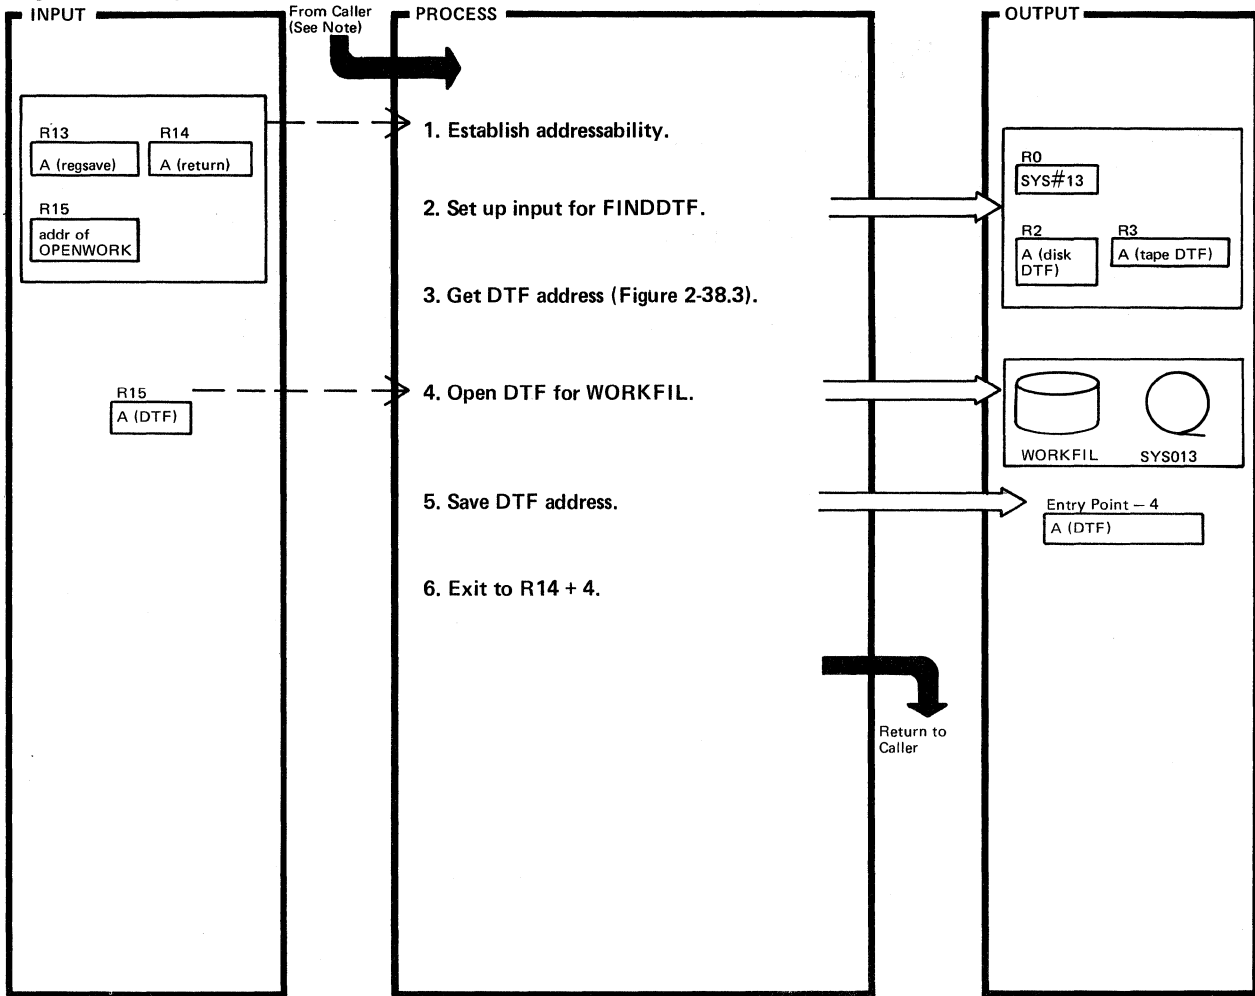 INPUT
From Caller
(See Note)
PROCESS
OUTPUT
R13
A (regsave)
R14
A (return)
R15
addr of
OPENWORK
1. Establish addressability.
2. Set up input for FINDDTF.
R0
SYS#13
R2
A (disk
DTF)
R3
A (tape DTF)
3. Get DTF address (Figure 2-38.3).
R15
A (DTF)
4. Open DTF for WORKFIL.
WORKFIL
SYS013
5. Save DTF address.
Entry Point – 4
A (DTF)
6. Exit to R14 + 4.
Return to
Caller